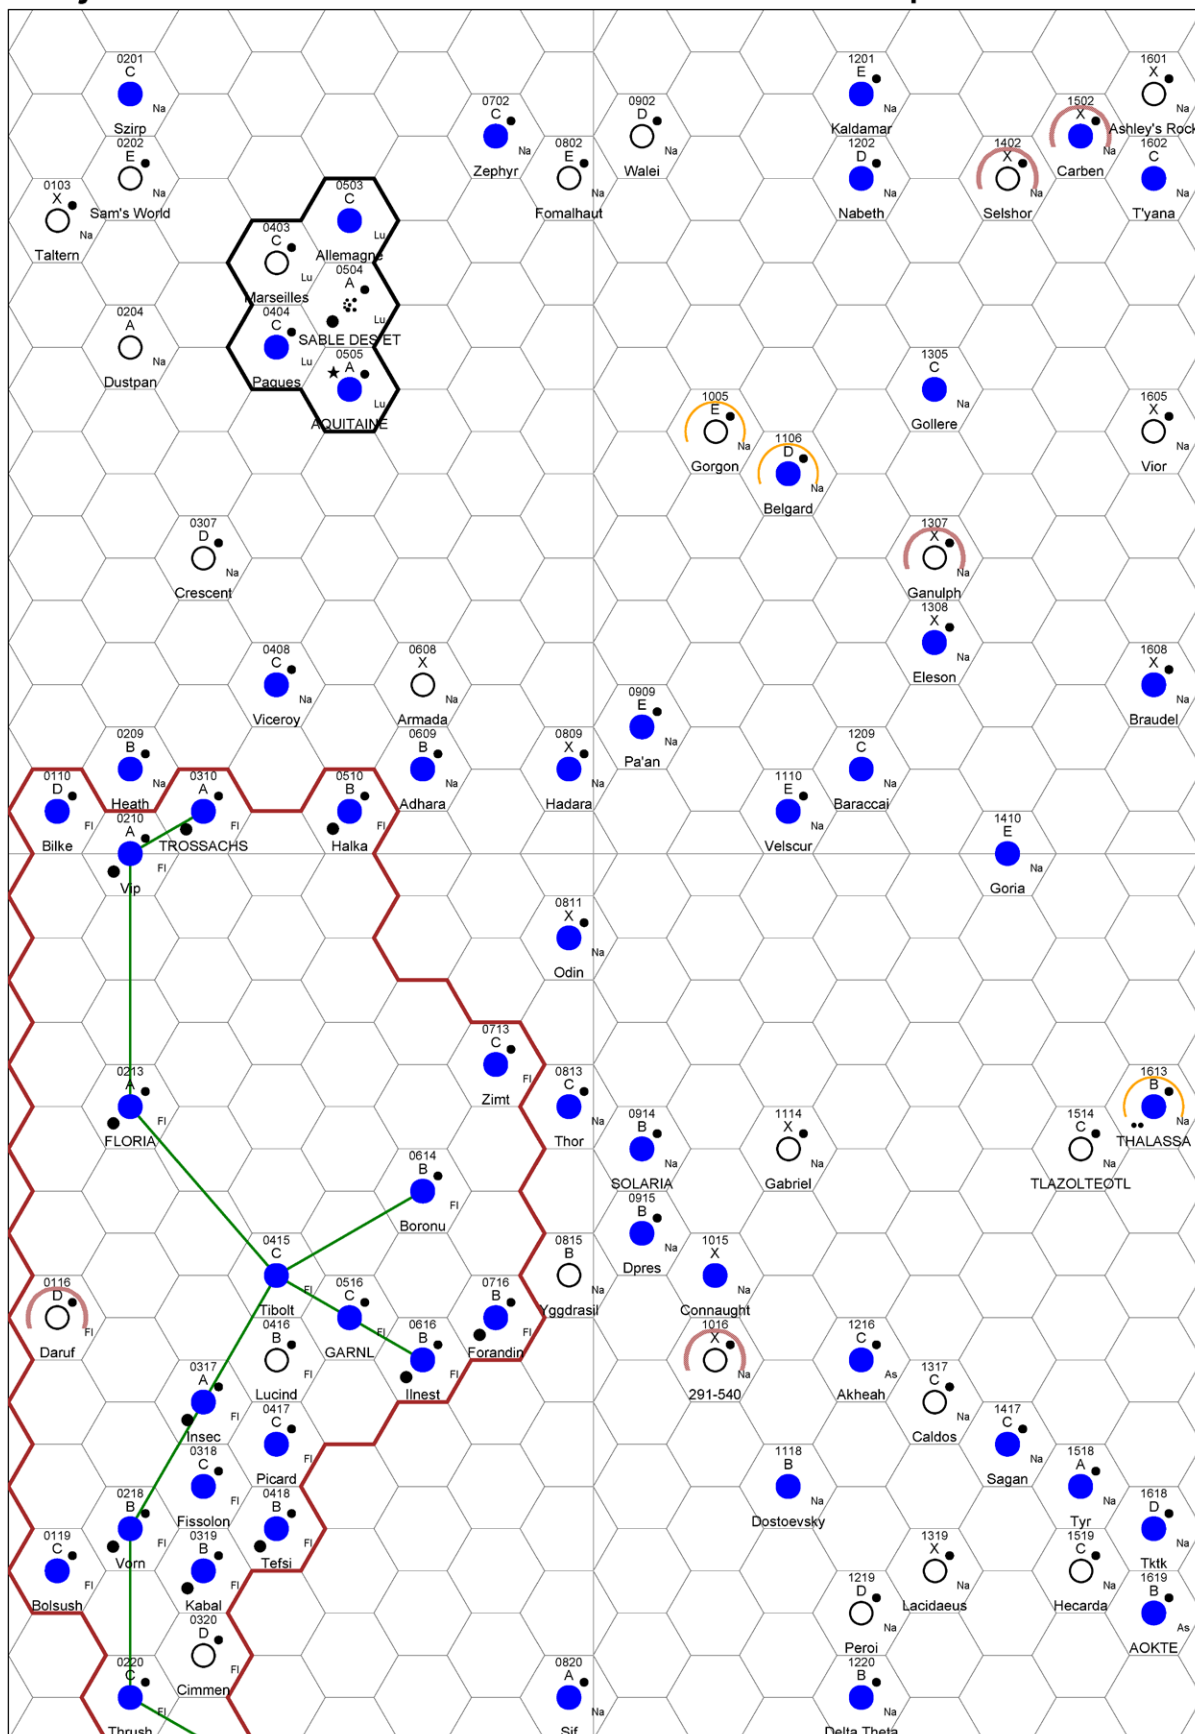 0201
C
Na
Szirp
0202
E
Na
Sam's World
0103
X
Na
Taltern
0204
A
Na
Dustpan
0503
C
Lu
Allemagne
0403
C
Lu
Marseilles
0504
A
Lu
SABLE DES ET
0404
C
Lu
Paques
0505
A
Lu
AQUITAINE
0702
C
Na
Zephyr
0802
E
Na
Fomalhaut
0902
D
Na
Walei
1201
E
Na
Kaldamar
1202
D
Na
Nabeth
1601
X
Na
Ashley's Rock
1502
X
Na
Carben
1402
X
Na
Selshor
1602
C
Na
T'yana
1305
C
Na
Gollere
1005
E
Na
Gorgon
1106
D
Na
Belgard
1605
X
Na
Vior
0307
D
Na
Crescent
1307
X
Na
Ganulph
1308
X
Na
Eleson
0408
C
Na
Viceroy
0608
X
Na
Armada
1608
X
Na
Braudel
0909
E
Na
Pa'an
0209
B
Na
Heath
0609
B
Na
Adhara
0809
X
Na
Hadara
1209
C
Na
Baraccai
0110
D
Fl
Bilke
0310
A
Fl
TROSSACHS
0510
B
Fl
Halka
1110
E
Na
Velscur
0210
A
Fl
Vip
1410
E
Na
Goria
0811
X
Na
Odin
0713
C
Fl
Zimt
0213
A
Fl
FLORIA
0813
C
Na
Thor
1613
B
Na
THALASSA
0914
B
Na
SOLARIA
1114
X
Na
Gabriel
1514
C
Na
TLAZOLTEOTL
0614
B
Fl
Boronu
0915
B
Na
Dpres
0415
C
Fl
Tibolt
0815
B
Na
Yggdrasil
1015
X
Na
Connaught
0116
D
Fl
Daruf
0516
C
Fl
GARNL
0716
B
Fl
Forandin
0416
B
Fl
Lucind
0616
B
Fl
Ilnest
1016
X
Na
291-540
1216
C
As
Akheah
0317
A
Fl
Insec
1317
C
Na
Caldos
0417
C
Fl
Picard
1417
C
Na
Sagan
0318
C
Fl
Fissolon
1118
B
Na
Dostoevsky
1518
A
Na
Tyr
0218
B
Fl
Vorn
0418
B
Fl
Tefsi
1618
D
Na
Tktk
0119
C
Fl
Bolsush
0319
B
Fl
Kabal
1319
X
Na
Lacidaeus
1519
C
Na
Hecarda
1219
D
Na
Peroi
1619
B
As
AOKTE
0320
D
Fl
Cimmen
0220
C
Fl
Thrush
0820
A
Na
Sif
1220
B
Na
Delta Theta